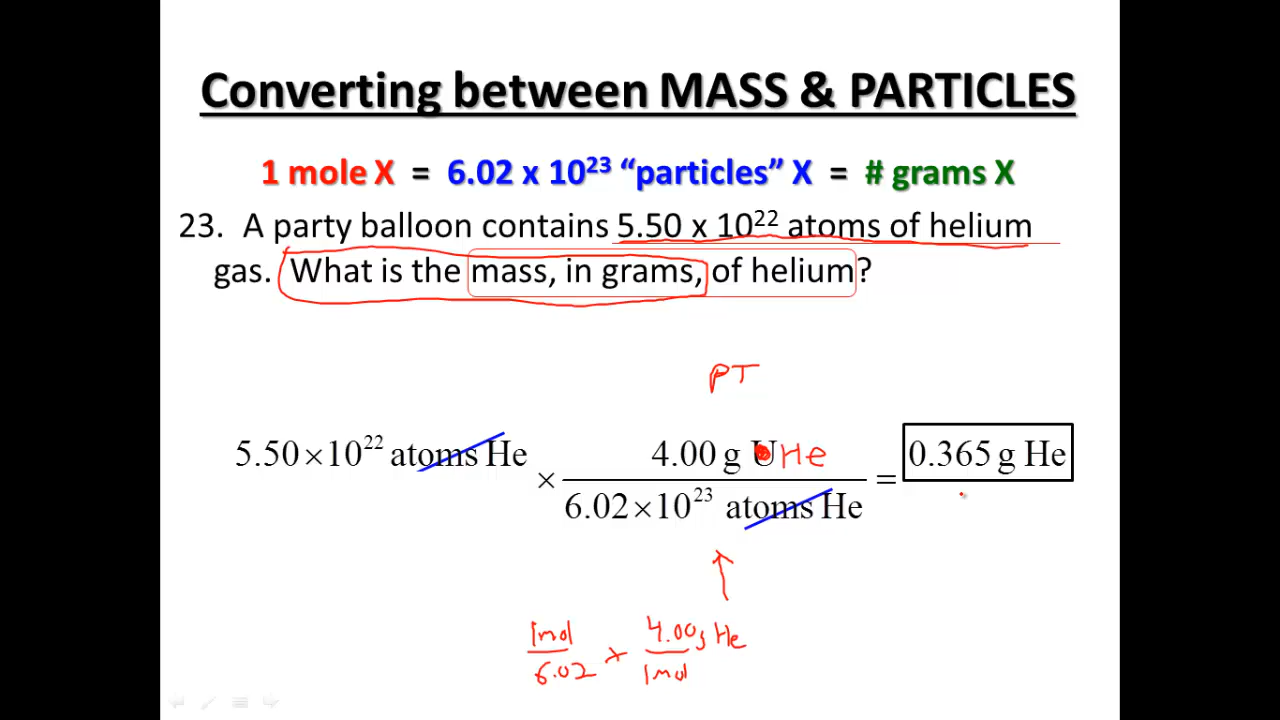 Converting between MASS & PARTICLES
1 mole X = 6.02 x 10²³ “particles” X = # grams X
23. A party balloon contains 5.50 x 10²² atoms of helium
gas. What is the mass, in grams, of helium?
PT
5.50×10²² atoms He × 4.00 g U He / 6.02×10²³ atoms He = 0.365 g He
1mol / 6.02 × 4.00g He / 1mol